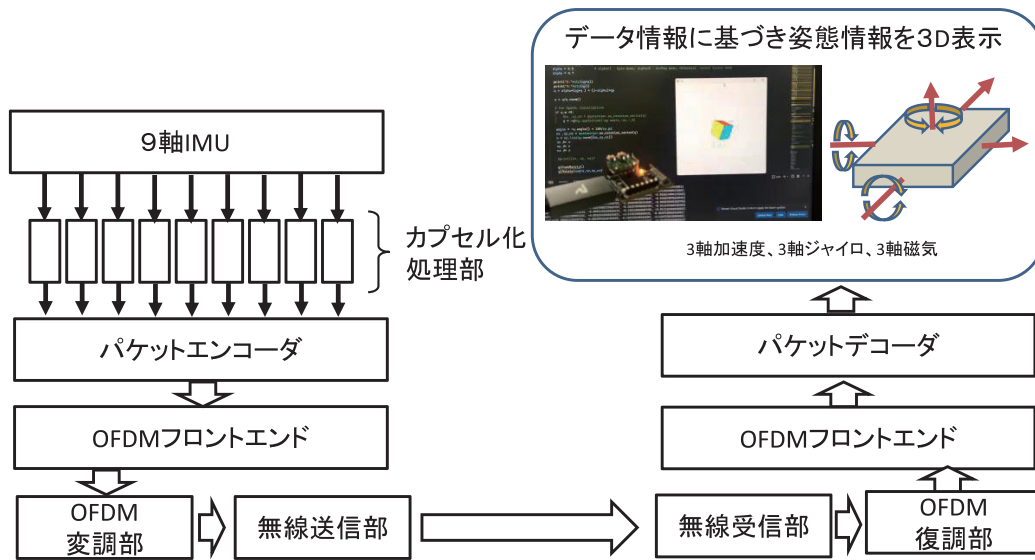 データ情報に基づき姿態情報を3D表示
3軸加速度、3軸ジャイロ、3軸磁気
９軸IMU
カプセル化
処理部
パケットエンコーダ
OFDMフロントエンド
OFDM
変調部
無線送信部
無線受信部
OFDM
復調部
OFDMフロントエンド
パケットデコーダ